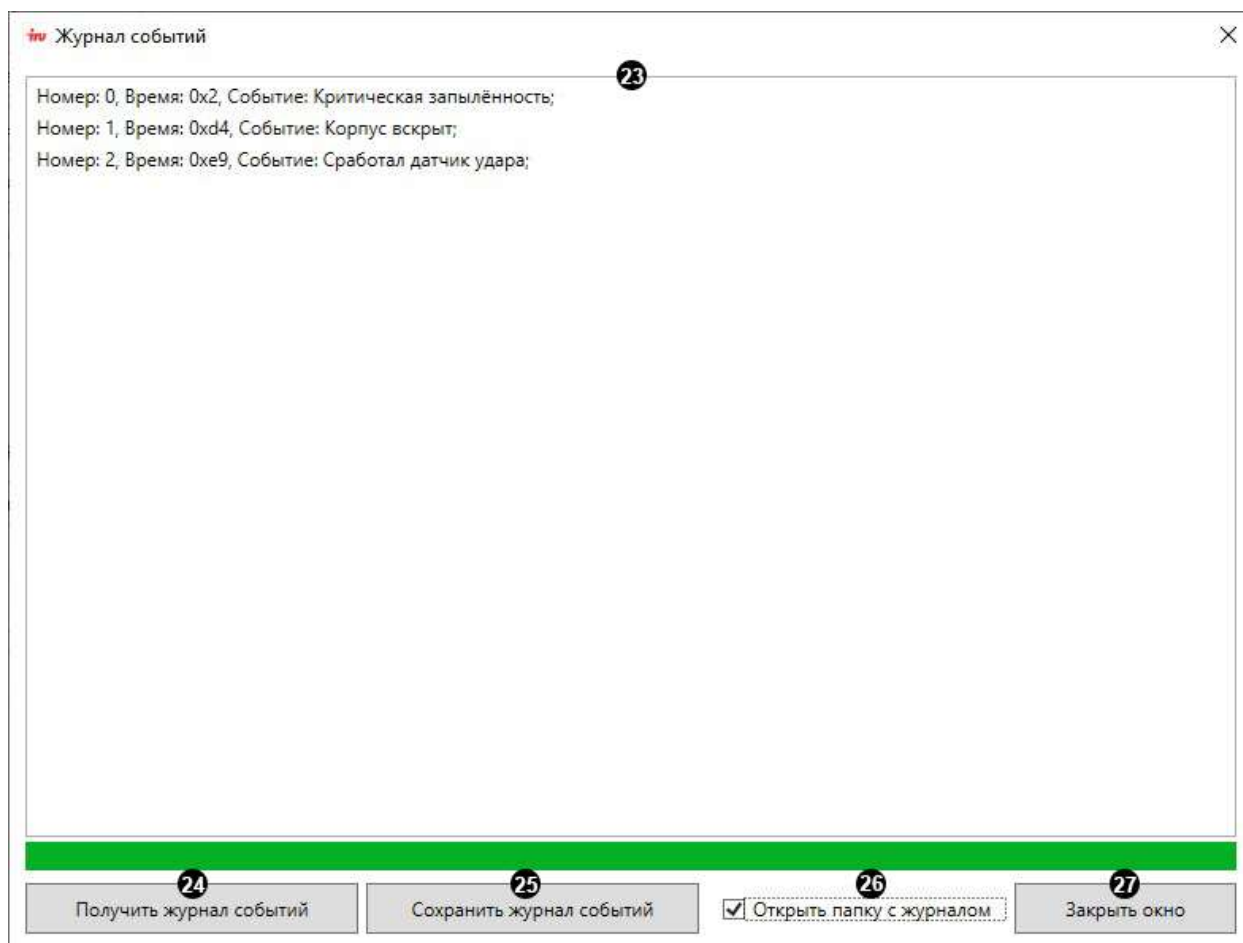 inv Журнал событий
23
Номер: 0, Время: 0x2, Событие: Критическая запылённость;
Номер: 1, Время: 0xd4, Событие: Корпус вскрыт;
Номер: 2, Время: 0xe9, Событие: Сработал датчик удара;
24 25 26 27
Получить журнал событий Сохранить журнал событий Открыть папку с журналом Закрыть окно